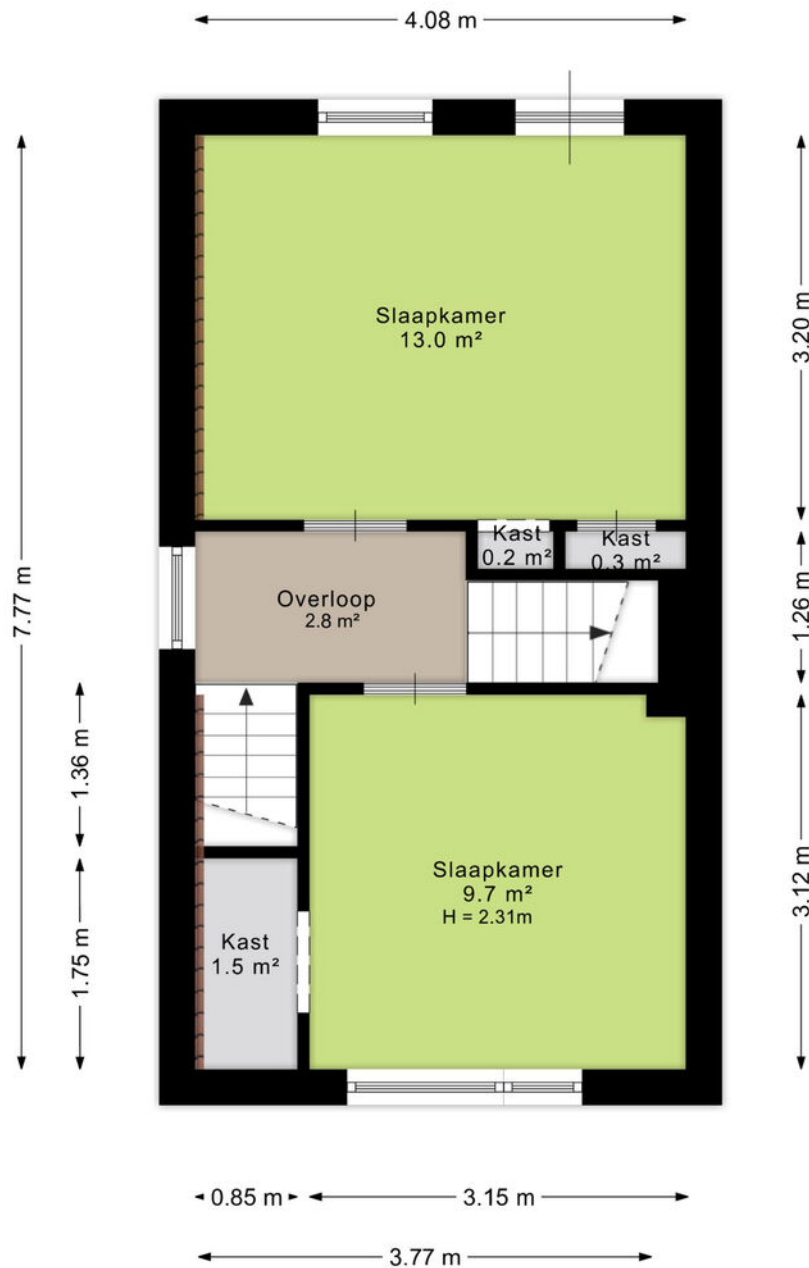 4.08 m
Slaapkamer
13.0 m²
3.20 m
7.77 m
Kast
0.2 m²
Kast
0.3 m²
Overloop
2.8 m²
1.26 m
1.36 m
Slaapkamer
9.7 m²
H = 2.31m
3.12 m
Kast
1.5 m²
1.75 m
0.85 m
3.15 m
3.77 m